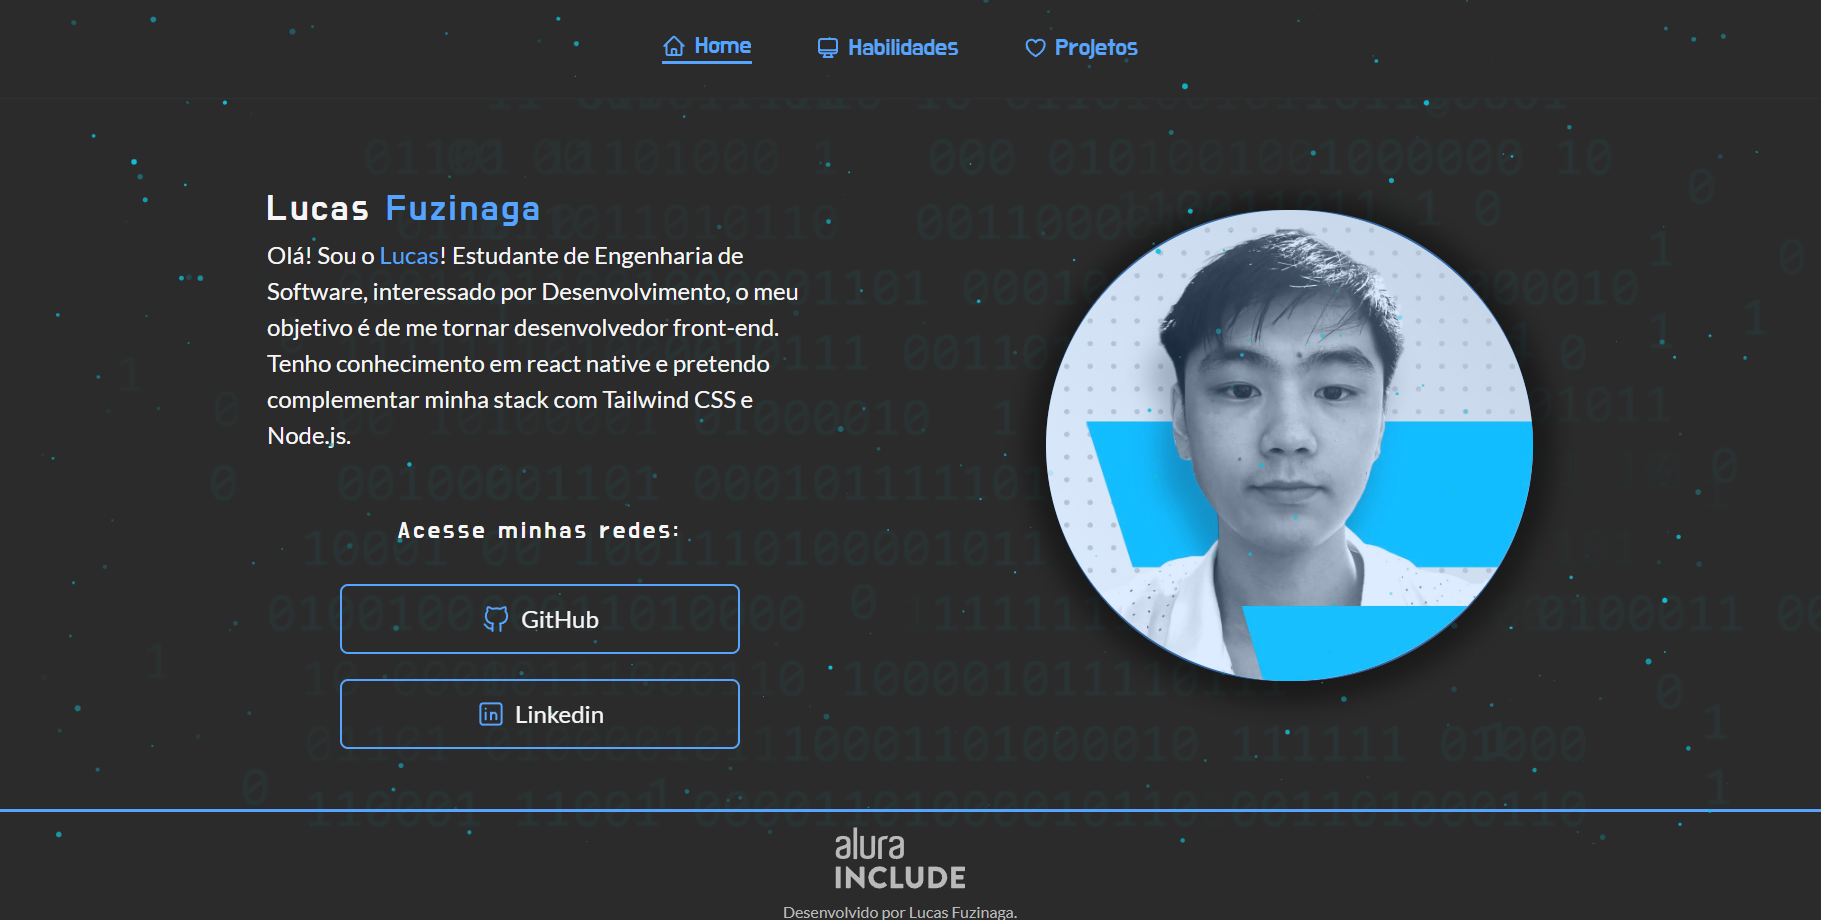 Home
Habilidades
Projetos
Lucas Fuzinaga
Olá! Sou o Lucas! Estudante de Engenharia de
Software, interessado por Desenvolvimento, o meu
objetivo é de me tornar desenvolvedor front-end.
Tenho conhecimento em react native e pretendo
complementar minha stack com Tailwind CSS e
Node.js.
Acesse minhas redes:
GitHub
Linkedin
alura
INCLUDE
Desenvolvido por Lucas Fuzinaga.